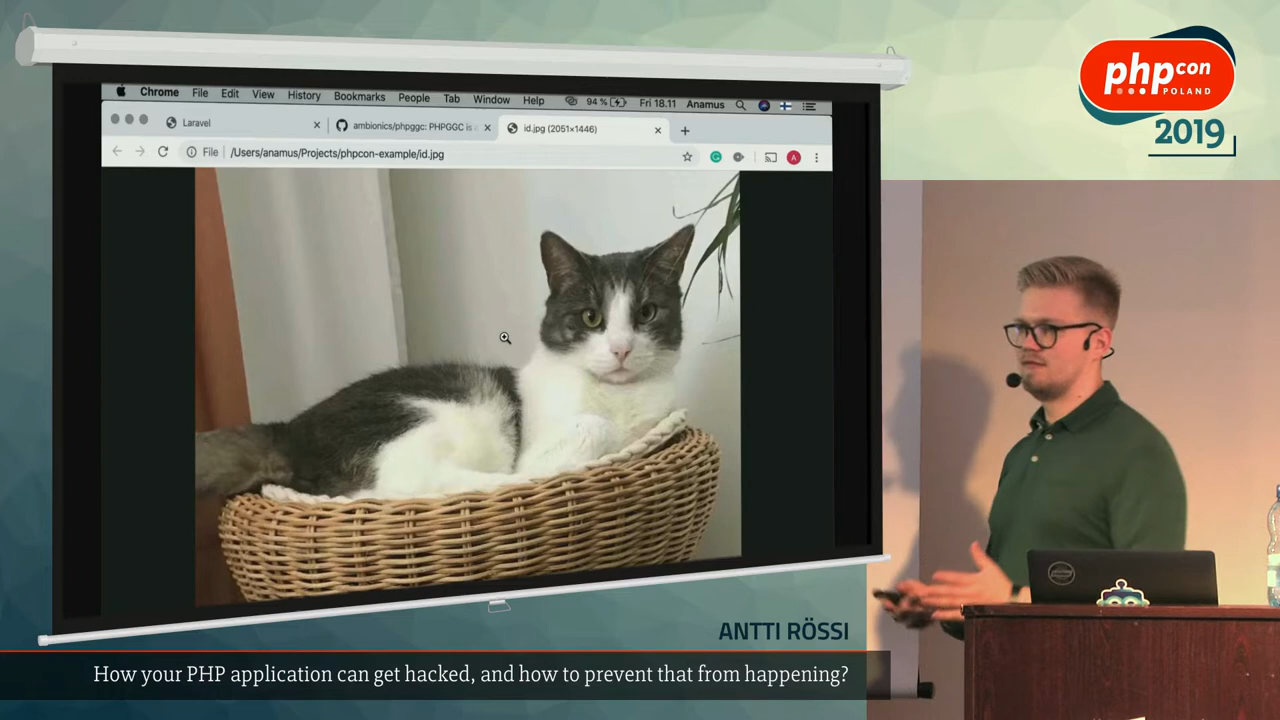 Chrome File Edit View History Bookmarks People Tab Window Help 94 % Fri 18.11 Anamus
Laravel
ambionics/phpggc: PHPGGC is
id.jpg (2051×1446)
File /Users/anamus/Projects/phpcon-example/id.jpg
A
phpcon
POLAND
2019
ANTTI RÖSSI
How your PHP application can get hacked, and how to prevent that from happening?